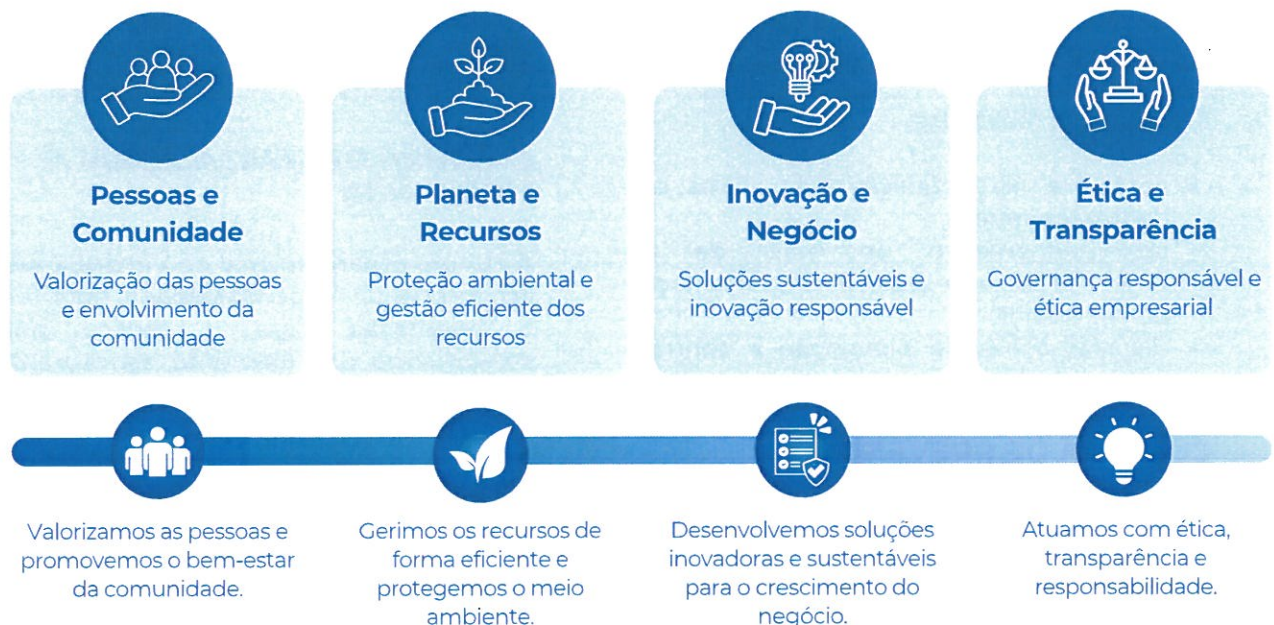 Pessoas e
Comunidade
Valorização das pessoas
e envolvimento da
comunidade
Planeta e
Recursos
Proteção ambiental e
gestão eficiente dos
recursos
Inovação e
Negócio
Soluções sustentáveis e
inovação responsável
Ética e
Transparência
Governança responsável e
ética empresarial
Valorizamos as pessoas e
promovemos o bem-estar
da comunidade.
Gerimos os recursos de
forma eficiente e
protegemos o meio
ambiente.
Desenvolvemos soluções
inovadoras e sustentáveis
para o crescimento do
negócio.
Atuamos com ética,
transparência e
responsabilidade.